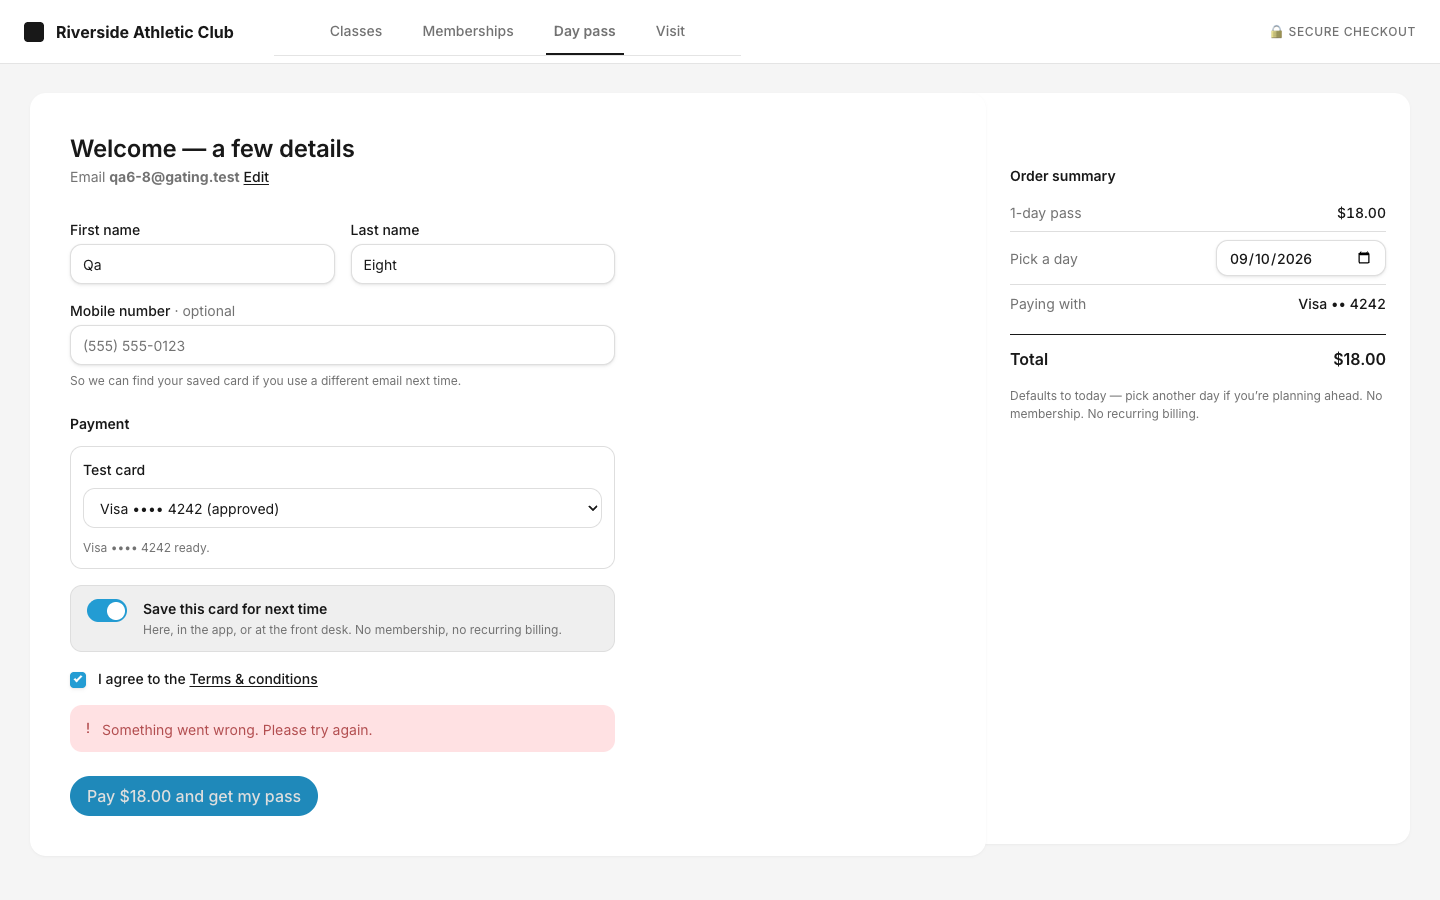 Riverside Athletic Club
Classes
Memberships
Day pass
Visit
🔒 SECURE CHECKOUT
Welcome — a few details
Email qa6-8@gating.test Edit
First name
Last name
Qa
Eight
Mobile number · optional
(555) 555-0123
So we can find your saved card if you use a different email next time.
Payment
Test card
Visa •••• 4242 (approved)
Visa •••• 4242 ready.
Save this card for next time
Here, in the app, or at the front desk. No membership, no recurring billing.
I agree to the Terms & conditions
! Something went wrong. Please try again.
Pay $18.00 and get my pass
Order summary
1-day pass $18.00
Pick a day 09/10/2026
Paying with Visa •• 4242
Total $18.00
Defaults to today — pick another day if you’re planning ahead. No
membership. No recurring billing.